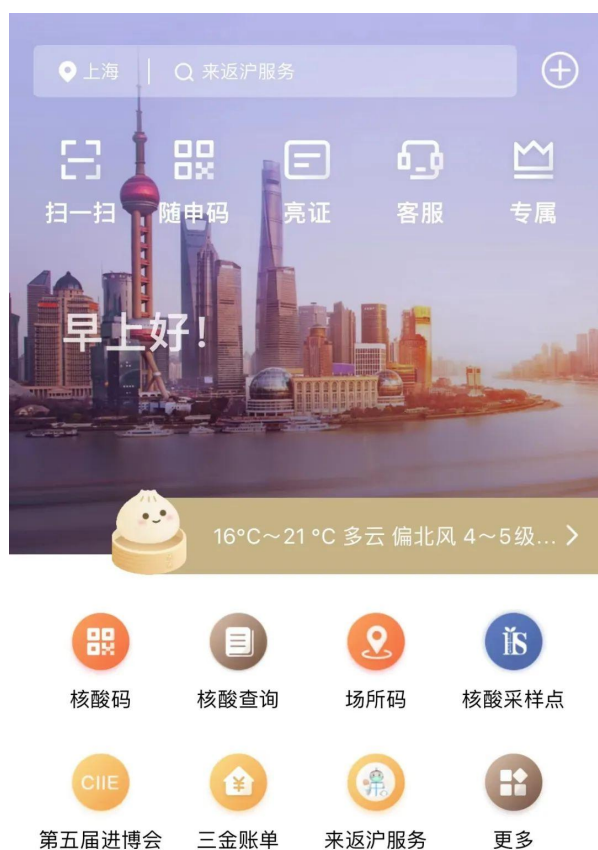 上海
来返沪服务
扫一扫
随申码
亮证
客服
专属
早上好！
16°C～21 °C 多云 偏北风 4～5级...
核酸码
核酸查询
场所码
核酸采样点
CIIE
第五届进博会
三金账单
来返沪服务
更多